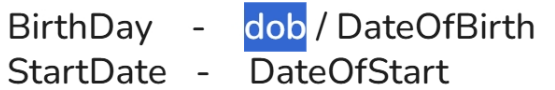 BirthDay - dob / DateOfBirth
StartDate - DateOfStart